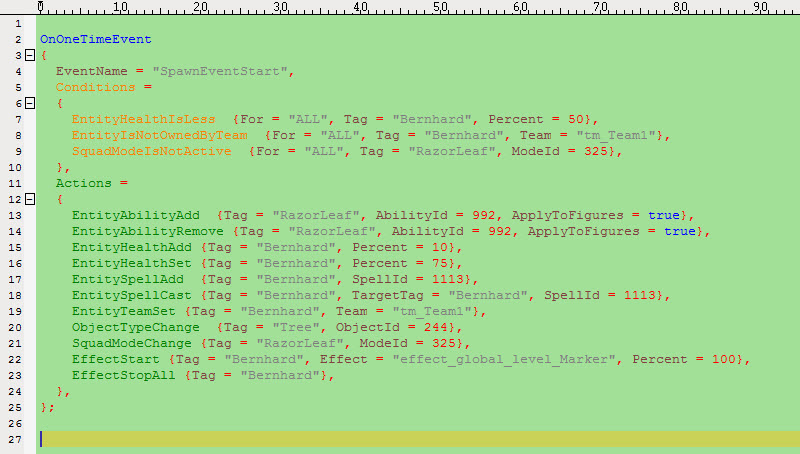 0 10 20 30 40 50 60 70 80 90
1
2 OnOneTimeEvent
3 {
4 EventName = "SpawnEventStart",
5 Conditions =
6 {
7 EntityHealthIsLess {For = "ALL", Tag = "Bernhard", Percent = 50},
8 EntityIsNotOwnedByTeam {For = "ALL", Tag = "Bernhard", Team = "tm_Team1"},
9 SquadModeIsNotActive {For = "ALL", Tag = "RazorLeaf", ModeId = 325},
10 },
11 Actions =
12 {
13 EntityAbilityAdd {Tag = "RazorLeaf", AbilityId = 992, ApplyToFigures = true},
14 EntityAbilityRemove {Tag = "RazorLeaf", AbilityId = 992, ApplyToFigures = true},
15 EntityHealthAdd {Tag = "Bernhard", Percent = 10},
16 EntityHealthSet {Tag = "Bernhard", Percent = 75},
17 EntitySpellAdd {Tag = "Bernhard", SpellId = 1113},
18 EntitySpellCast {Tag = "Bernhard", TargetTag = "Bernhard", SpellId = 1113},
19 EntityTeamSet {Tag = "Bernhard", Team = "tm_Team1"},
20 ObjectTypeChange {Tag = "Tree", ObjectId = 244},
21 SquadModeChange {Tag = "RazorLeaf", ModeId = 325},
22 EffectStart {Tag = "Bernhard", Effect = "effect_global_level_Marker", Percent = 100},
23 EffectStopAll {Tag = "Bernhard"},
24 },
25 };
26
27